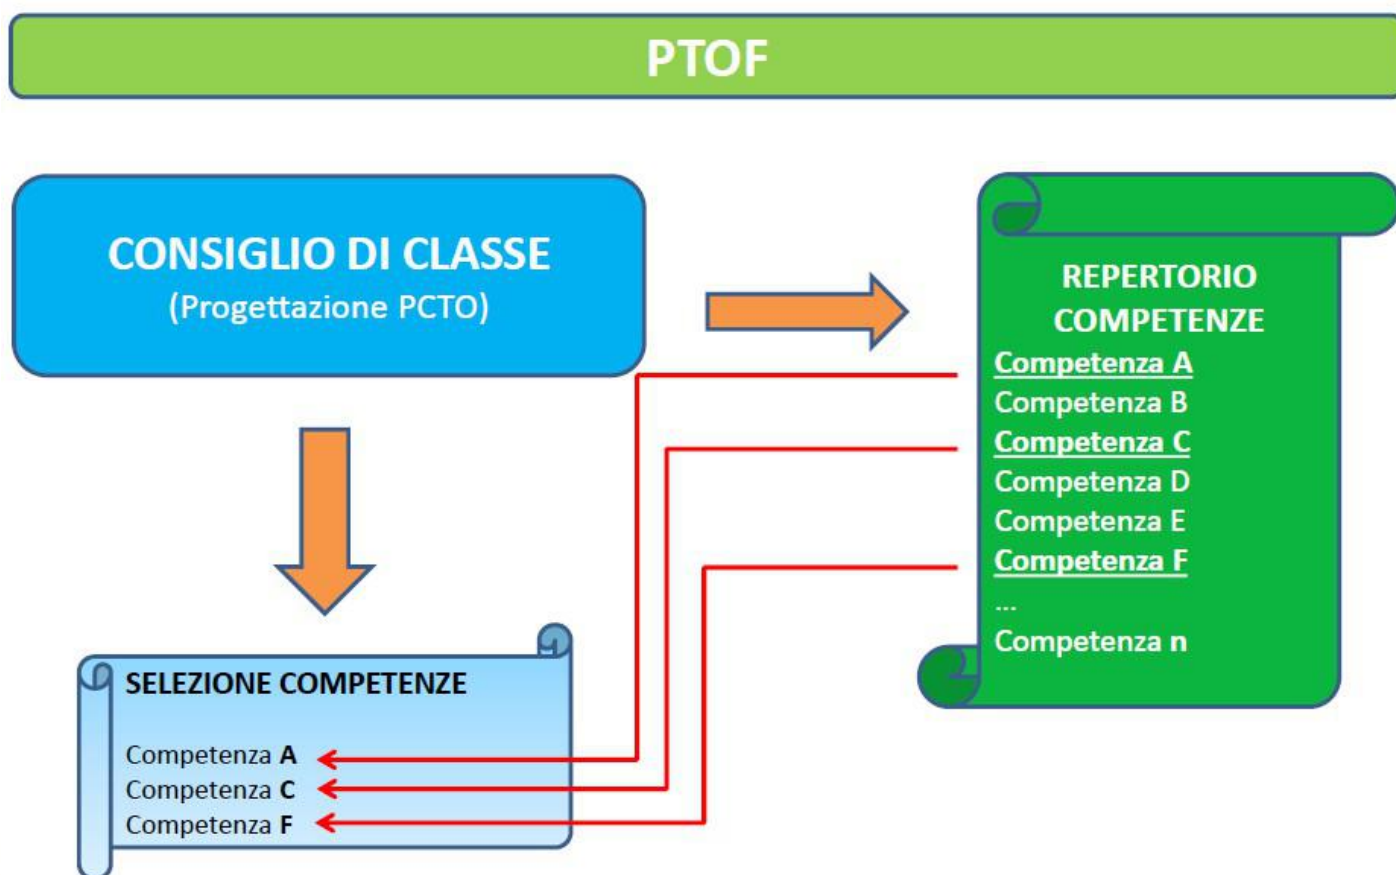 PTOF
CONSIGLIO DI CLASSE
(Progettazione PCTO)
REPERTORIO
COMPETENZE
Competenza A
Competenza B
Competenza C
Competenza D
Competenza E
Competenza F
...
Competenza n
SELEZIONE COMPETENZE
Competenza A
Competenza C
Competenza F